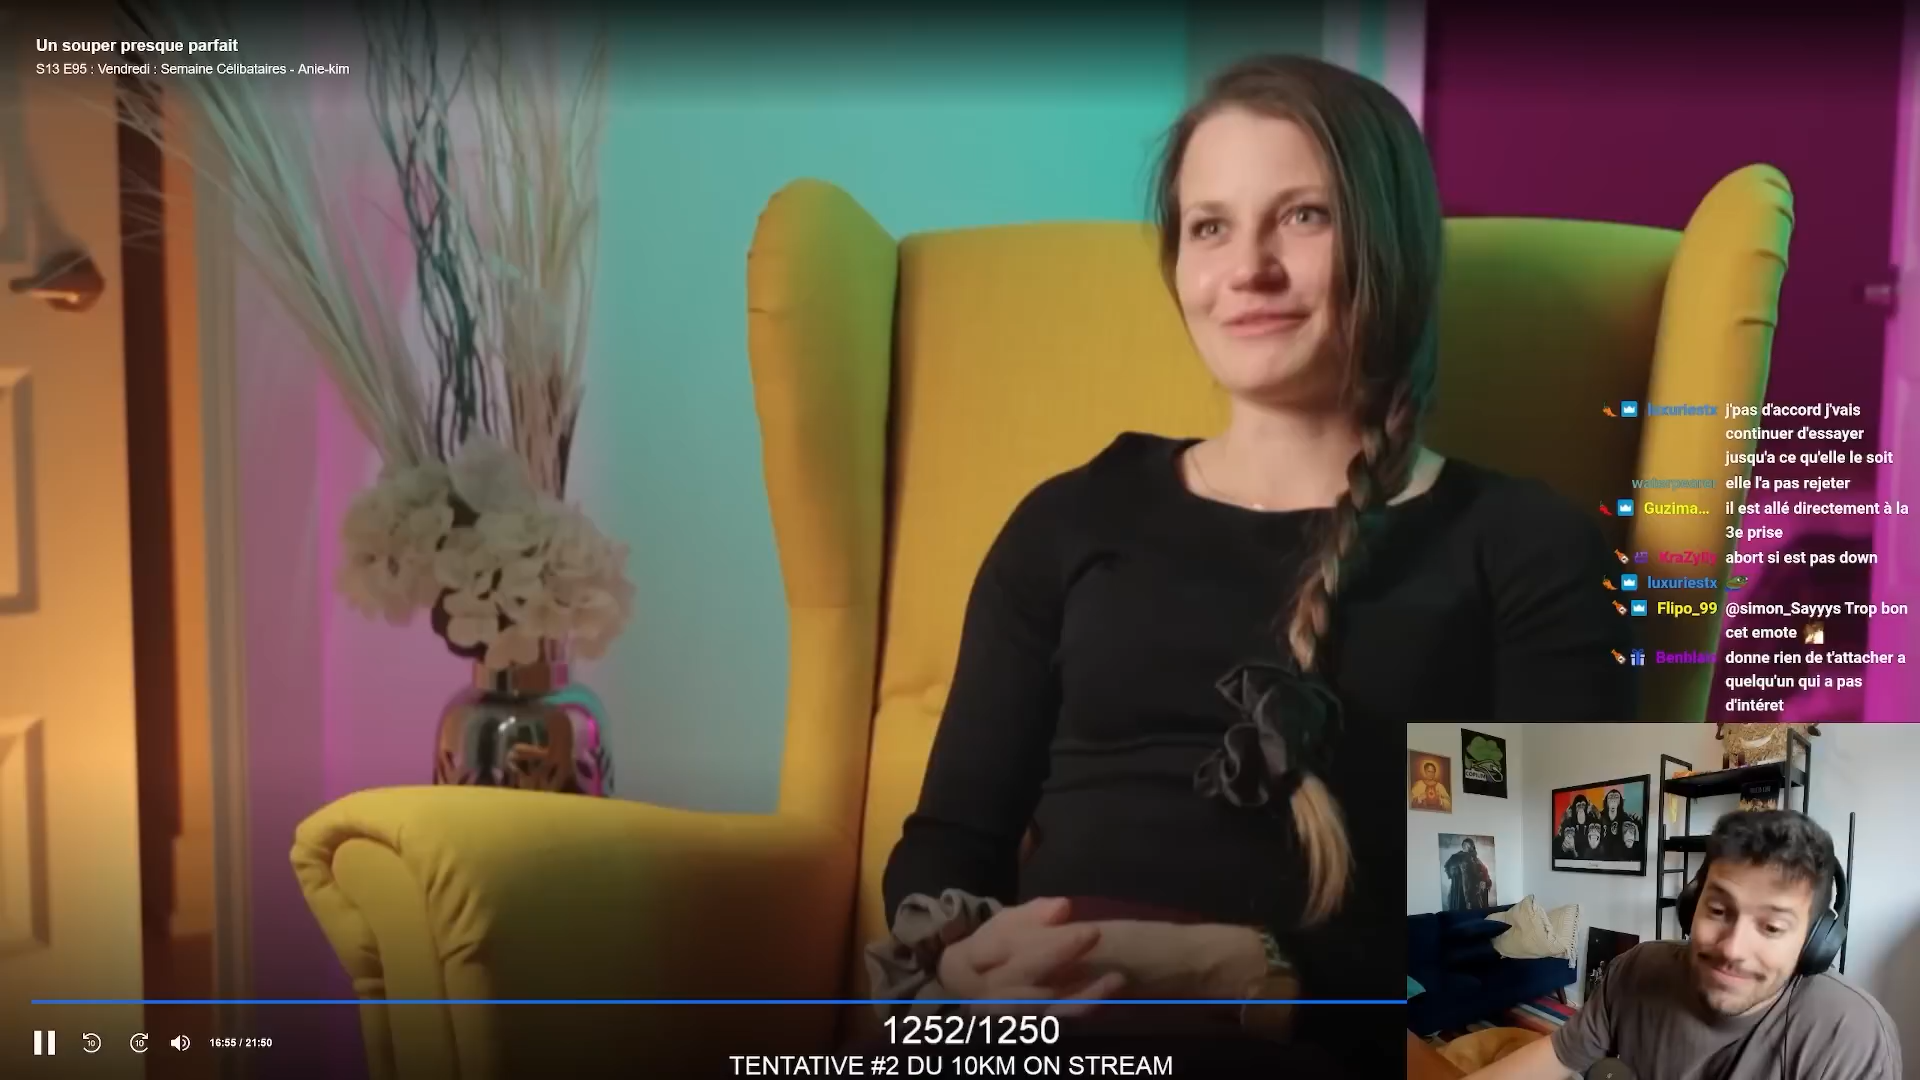 Un souper presque parfait
S13 E95 : Vendredi : Semaine Célibataires - Anie-kim
luxuriestx j'pas d'accord j'vais
continuer d'essayer
jusqu'a ce qu'elle le soit
elle l'a pas rejeter
Guzima... il est allé directement à la
3e prise
abort si est pas down
luxuriestx
Flipo_99 @simon_Sayyys Trop bon
cet emote
donne rien de t'attacher a
quelqu'un qui a pas
d'intéret
10
10
16:55 / 21:50
1252/1250
TENTATIVE #2 DU 10KM ON STREAM